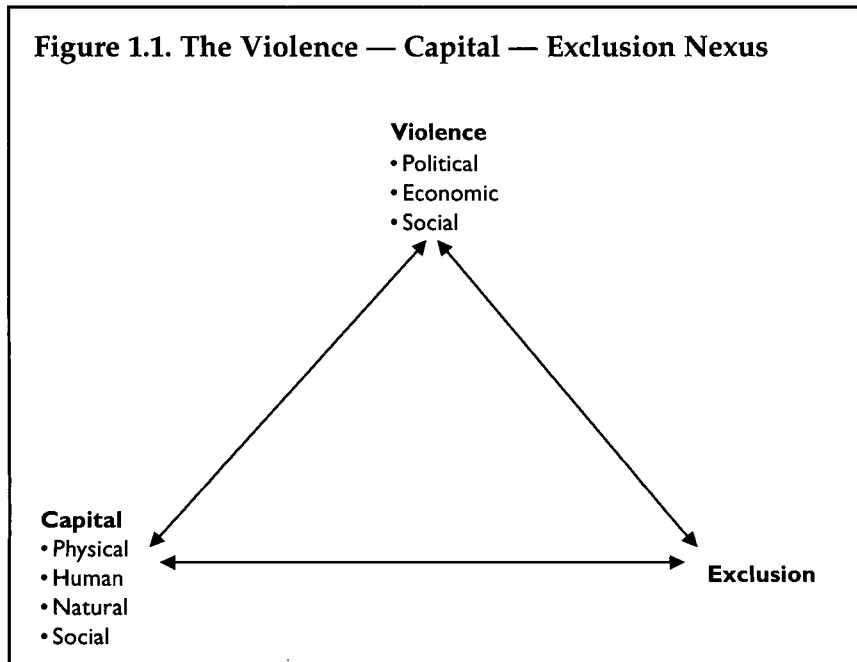 Figure 1.1. The Violence — Capital — Exclusion Nexus
Violence
• Political
• Economic
• Social
Capital
• Physical
• Human
• Natural
• Social
Exclusion